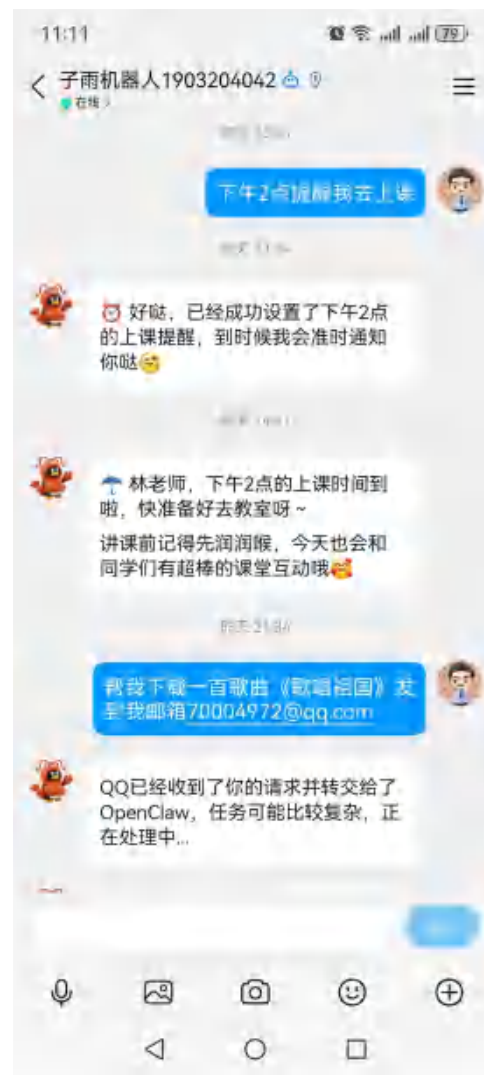 11:11
79
子雨机器人1903204042
在线
下午2点提醒我去上课
好哒，已经成功设置了下午2点
的上课提醒，到时候我会准时通知
你哒
林老师，下午2点的上课时间到
啦，快准备好去教室呀~
讲课前记得先润润喉，今天也会和
同学们有超棒的课堂互动哦
昨天 21:34
帮我下载一首歌曲《歌唱祖国》发
到我邮箱70004972@qq.com
QQ已经收到了你的请求并转交给了
OpenClaw，任务可能比较复杂，正
在处理中...